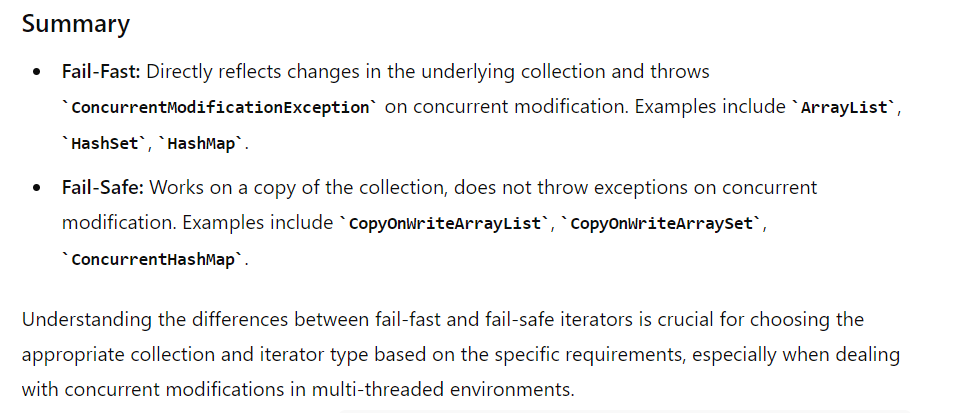 Summary
• Fail-Fast: Directly reflects changes in the underlying collection and throws
`ConcurrentModificationException` on concurrent modification. Examples include `ArrayList`,
`HashSet`, `HashMap`.
• Fail-Safe: Works on a copy of the collection, does not throw exceptions on concurrent
modification. Examples include `CopyOnWriteArrayList`, `CopyOnWriteArraySet`,
`ConcurrentHashMap`.
Understanding the differences between fail-fast and fail-safe iterators is crucial for choosing the
appropriate collection and iterator type based on the specific requirements, especially when dealing
with concurrent modifications in multi-threaded environments.